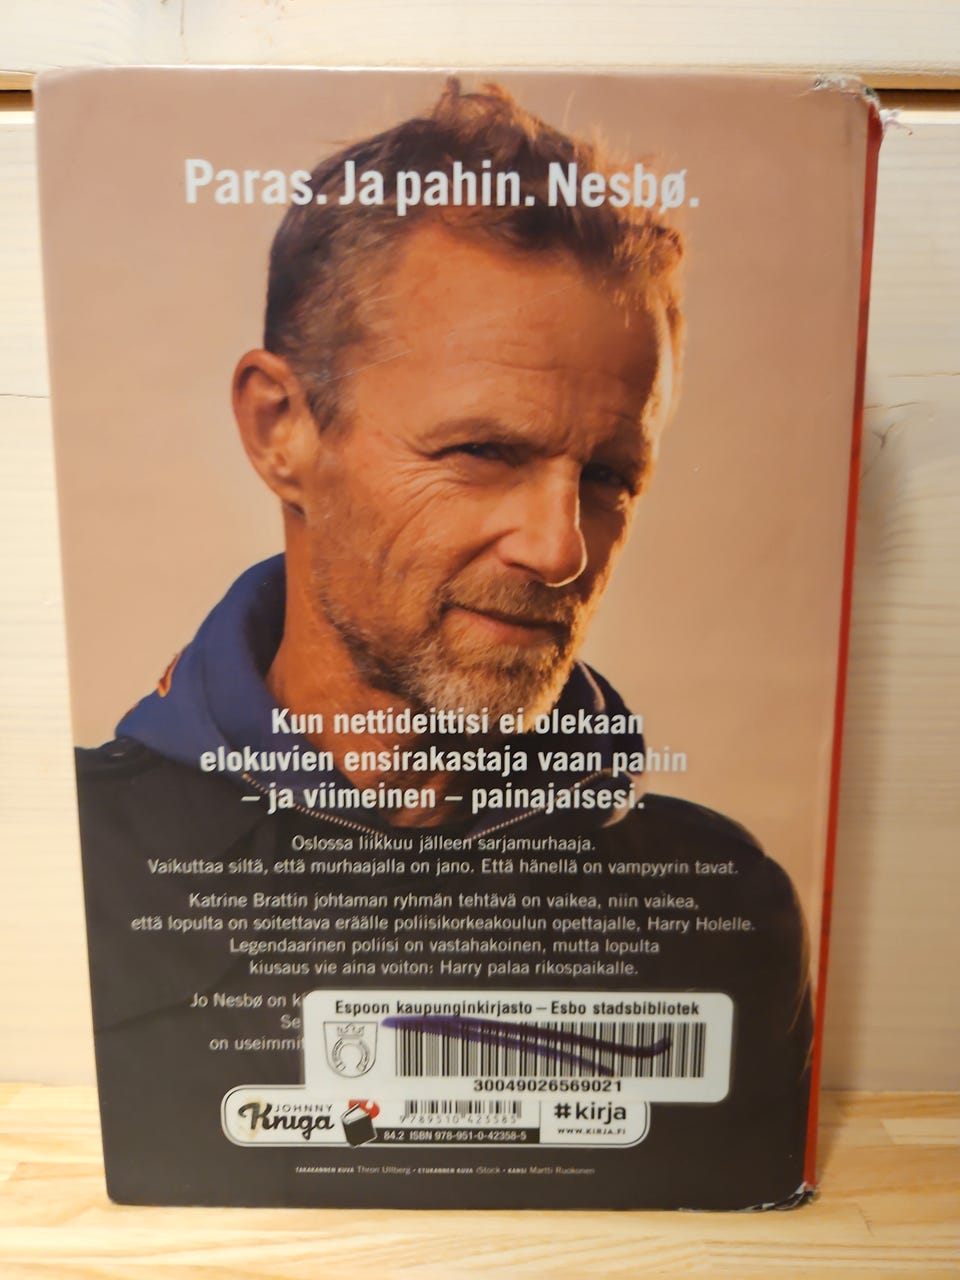 Paras. Ja pahin. Nesbø.
Kun nettideittisi ei olekaan
elokuvien ensirakastaja vaan pahin
– ja viimeinen – painajaisesi.
Oslossa liikkuu jälleen sarjamurhaaja.
Vaikuttaa siltä, että murhaajalla on jano. Että hänellä on vampyyrin tavat.
Katrine Brattin johtaman ryhmän tehtävä on vaikea, niin vaikea,
että lopulta on soitettava eräälle poliisikorkeakoulun opettajalle, Harry Holelle.
Legendaarinen poliisi on vastahakoinen, mutta lopulta
kiusaus vie aina voiton: Harry palaa rikospaikalle.
Jo Nesbø on
on
Espoon kaupunginkirjasto – Esbo stadsbibliotek
30049026569021
JOHNNY
Kniga
9789510423585
84.2 ISBN 978-951-0-42358-5
#kirja
WWW.KIRJA.FI
TAKAKANNEN KUVA Thron Ullberg • ETUKANNEN KUVA iStock • KANSI Martti Ruokonen